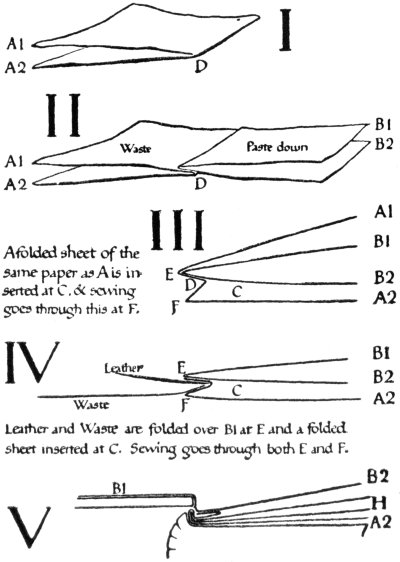 I
A1
A2
D
II
A1
A2
Waste
Paste down
B1
B2
D
III
A folded sheet of the
same paper as A is in-
serted at C. & sewing
goes through this at F.
A1
B1
E
D
C
B2
F
A2
IV
Leather
E
B1
B2
C
Waste
F
A2
Leather and Waste are folded over B1 at E and a folded
sheet inserted at C. Sewing goes through both E and F.
V
B1
B2
H
A2